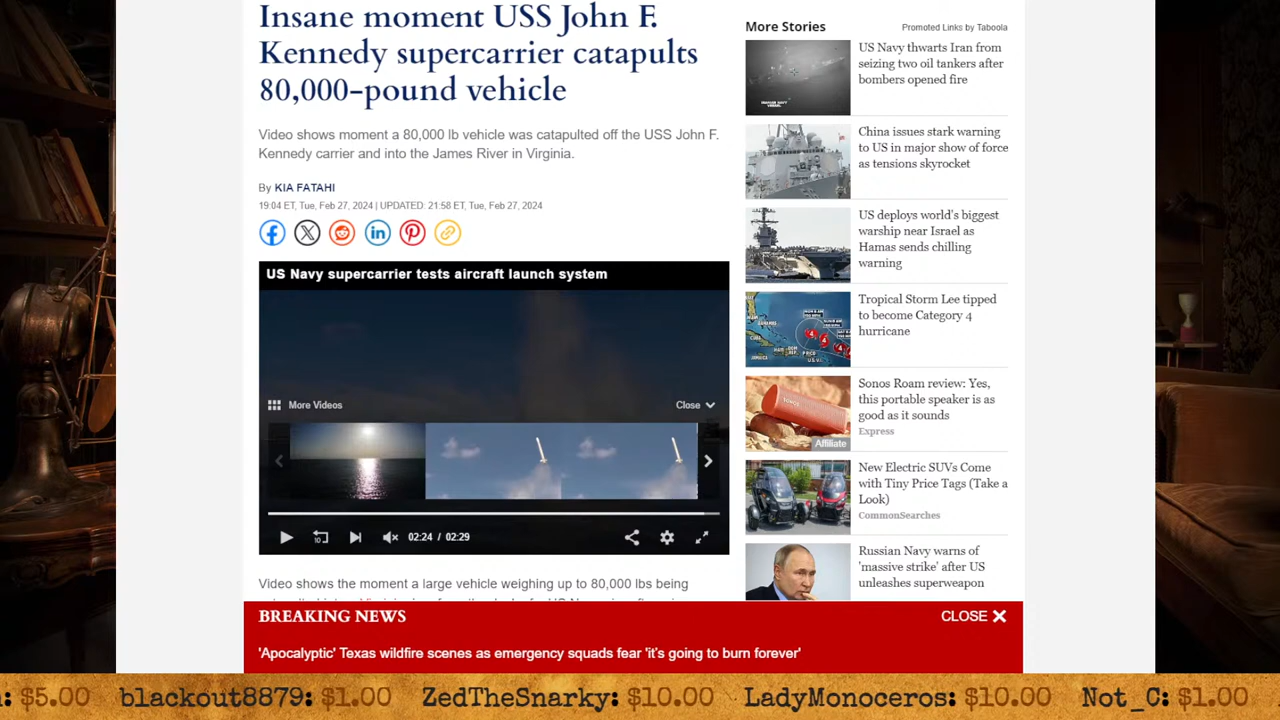 Insane moment USS John F.
Kennedy supercarrier catapults
80,000-pound vehicle
Video shows moment a 80,000 lb vehicle was catapulted off the USS John F.
Kennedy carrier and into the James River in Virginia.
By KIA FATAHI
19:04 ET, Tue, Feb 27, 2024 | UPDATED: 21:58 ET, Tue, Feb 27, 2024
US Navy supercarrier tests aircraft launch system
More Videos
Close
10
02:24 / 02:29
Video shows the moment a large vehicle weighing up to 80,000 lbs being
More Stories
Promoted Links by Taboola
US Navy thwarts Iran from
seizing two oil tankers after
bombers opened fire
China issues stark warning
to US in major show of force
as tensions skyrocket
US deploys world's biggest
warship near Israel as
Hamas sends chilling
warning
Tropical Storm Lee tipped
to become Category 4
hurricane
Sonos Roam review: Yes,
this portable speaker is as
good as it sounds
Express
Affiliate
New Electric SUVs Come
with Tiny Price Tags (Take a
Look)
CommonSearches
Russian Navy warns of
'massive strike' after US
unleashes superweapon
BREAKING NEWS
CLOSE
'Apocalyptic' Texas wildfire scenes as emergency squads fear 'it's going to burn forever'
: $5.00 blackout8879: $1.00 ZedTheSnarky: $10.00 LadyMonoceros: $10.00 Not_C: $1.00